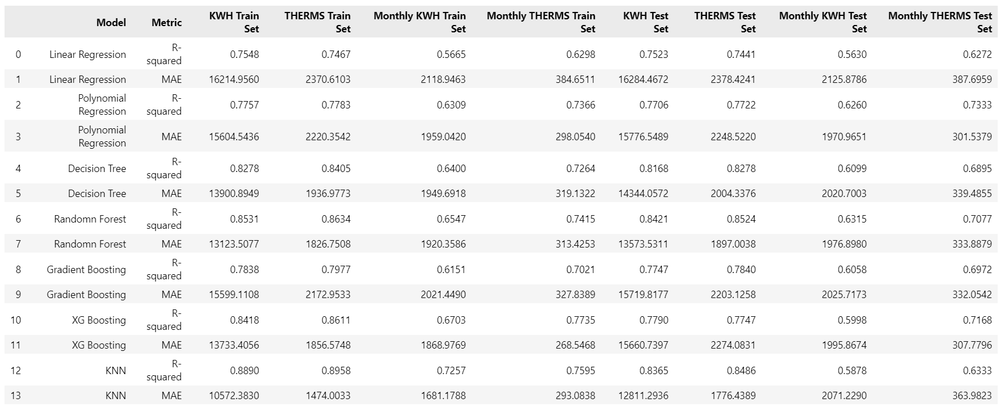 Model Metric KWH Train Set THERMS Train Set Monthly KWH Train Set Monthly THERMS Train Set KWH Test Set THERMS Test Set Monthly KWH Test Set Monthly THERMS Test Set
0 Linear Regression R-squared 0.7548 0.7467 0.5665 0.6298 0.7523 0.7441 0.5630 0.6272
1 Linear Regression MAE 16214.9560 2370.6103 2118.9463 384.6511 16284.4672 2378.4241 2125.8786 387.6959
2 Polynomial Regression R-squared 0.7757 0.7783 0.6309 0.7366 0.7706 0.7722 0.6260 0.7333
3 Polynomial Regression MAE 15604.5436 2220.3542 1959.0420 298.0540 15776.5489 2248.5220 1970.9651 301.5379
4 Decision Tree R-squared 0.8278 0.8405 0.6400 0.7264 0.8168 0.8278 0.6099 0.6895
5 Decision Tree MAE 13900.8949 1936.9773 1949.6918 319.1322 14344.0572 2004.3376 2020.7003 339.4855
6 Randomn Forest R-squared 0.8531 0.8634 0.6547 0.7415 0.8421 0.8524 0.6315 0.7077
7 Randomn Forest MAE 13123.5077 1826.7508 1920.3586 313.4253 13573.5311 1897.0038 1976.8980 333.8879
8 Gradient Boosting R-squared 0.7838 0.7977 0.6151 0.7021 0.7747 0.7840 0.6058 0.6972
9 Gradient Boosting MAE 15599.1108 2172.9533 2021.4490 327.8389 15719.8177 2203.1258 2025.7173 332.0542
10 XG Boosting R-squared 0.8418 0.8611 0.6703 0.7735 0.7790 0.7747 0.5998 0.7168
11 XG Boosting MAE 13733.4056 1856.5748 1868.9769 268.5468 15660.7397 2274.0831 1995.8674 307.7796
12 KNN R-squared 0.8890 0.8958 0.7257 0.7595 0.8365 0.8486 0.5878 0.6333
13 KNN MAE 10572.3830 1474.0033 1681.1788 293.0838 12811.2936 1776.4389 2071.2290 363.9823